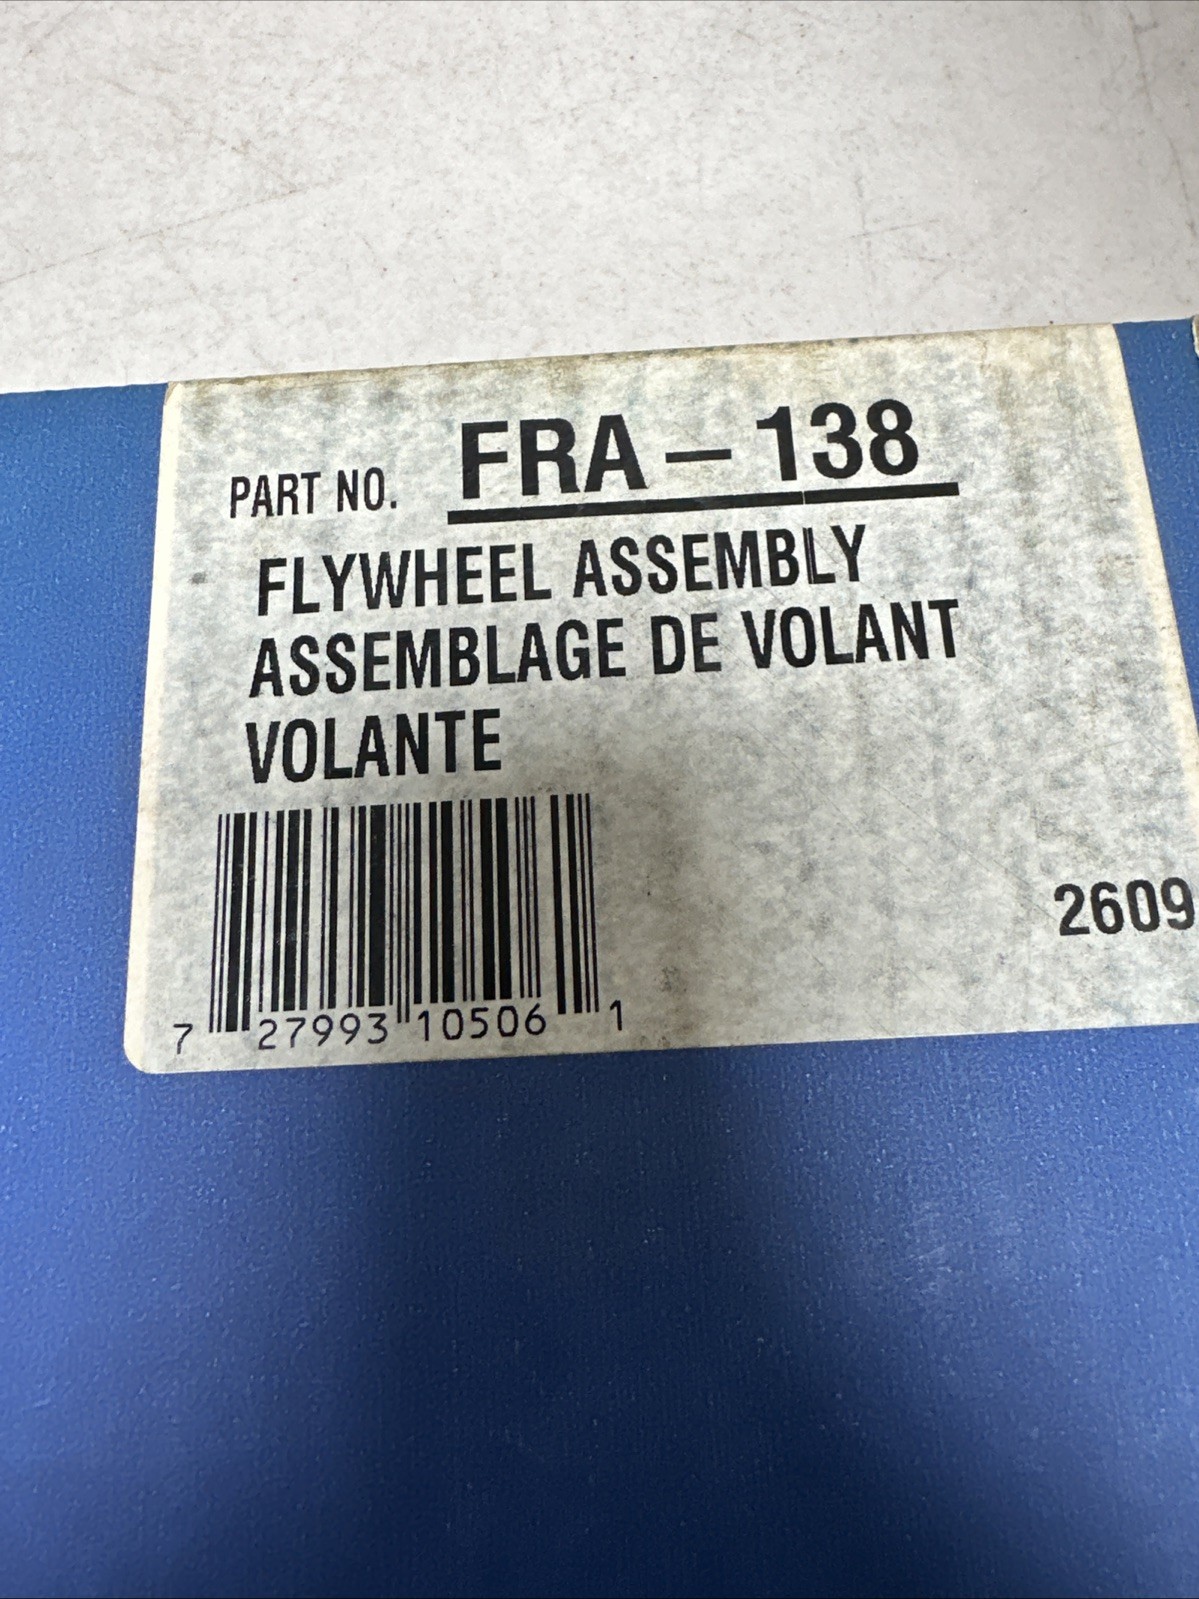 PART NO. FRA-138
FLYWHEEL ASSEMBLY
ASSEMBLAGE DE VOLANT
VOLANTE
2609
7 27993 10506 1